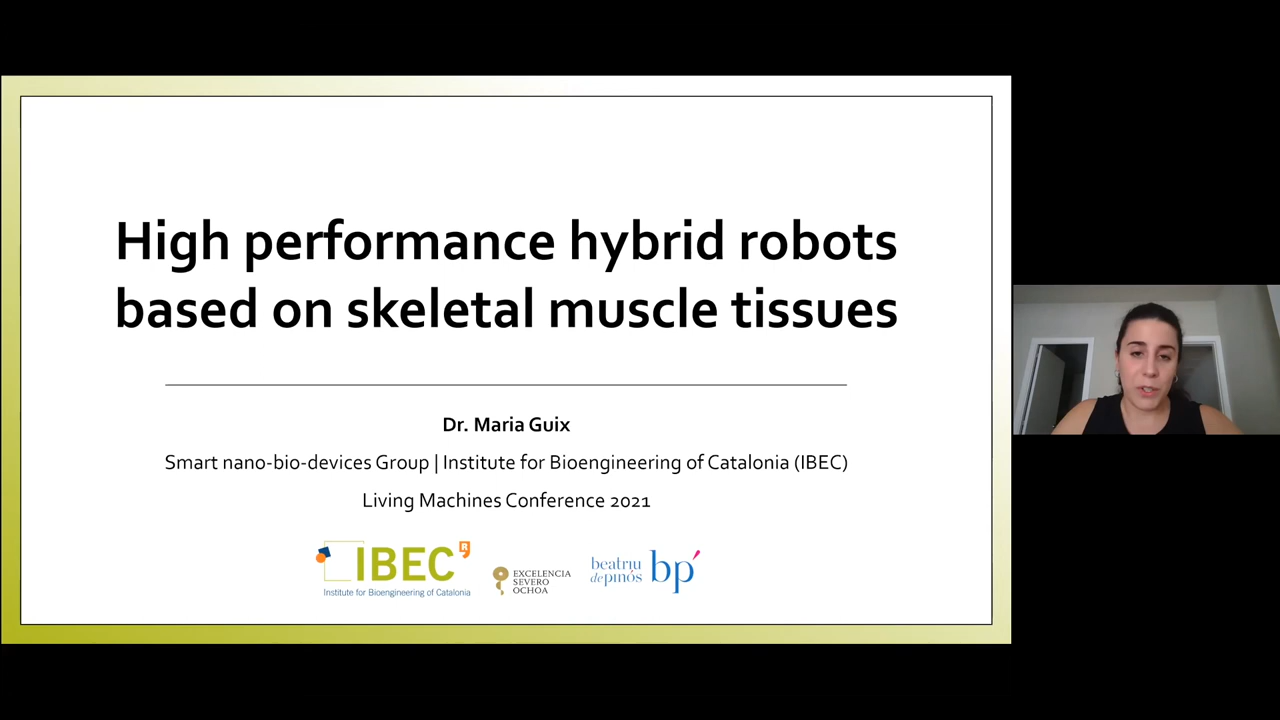 High performance hybrid robots
based on skeletal muscle tissues
Dr. Maria Guix
Smart nano-bio-devices Group | Institute for Bioengineering of Catalonia (IBEC)
Living Machines Conference 2021
IBEC R
Institute for Bioengineering of Catalonia
EXCELENCIA
SEVERO
OCHOA
beatriu
de pinós
bp